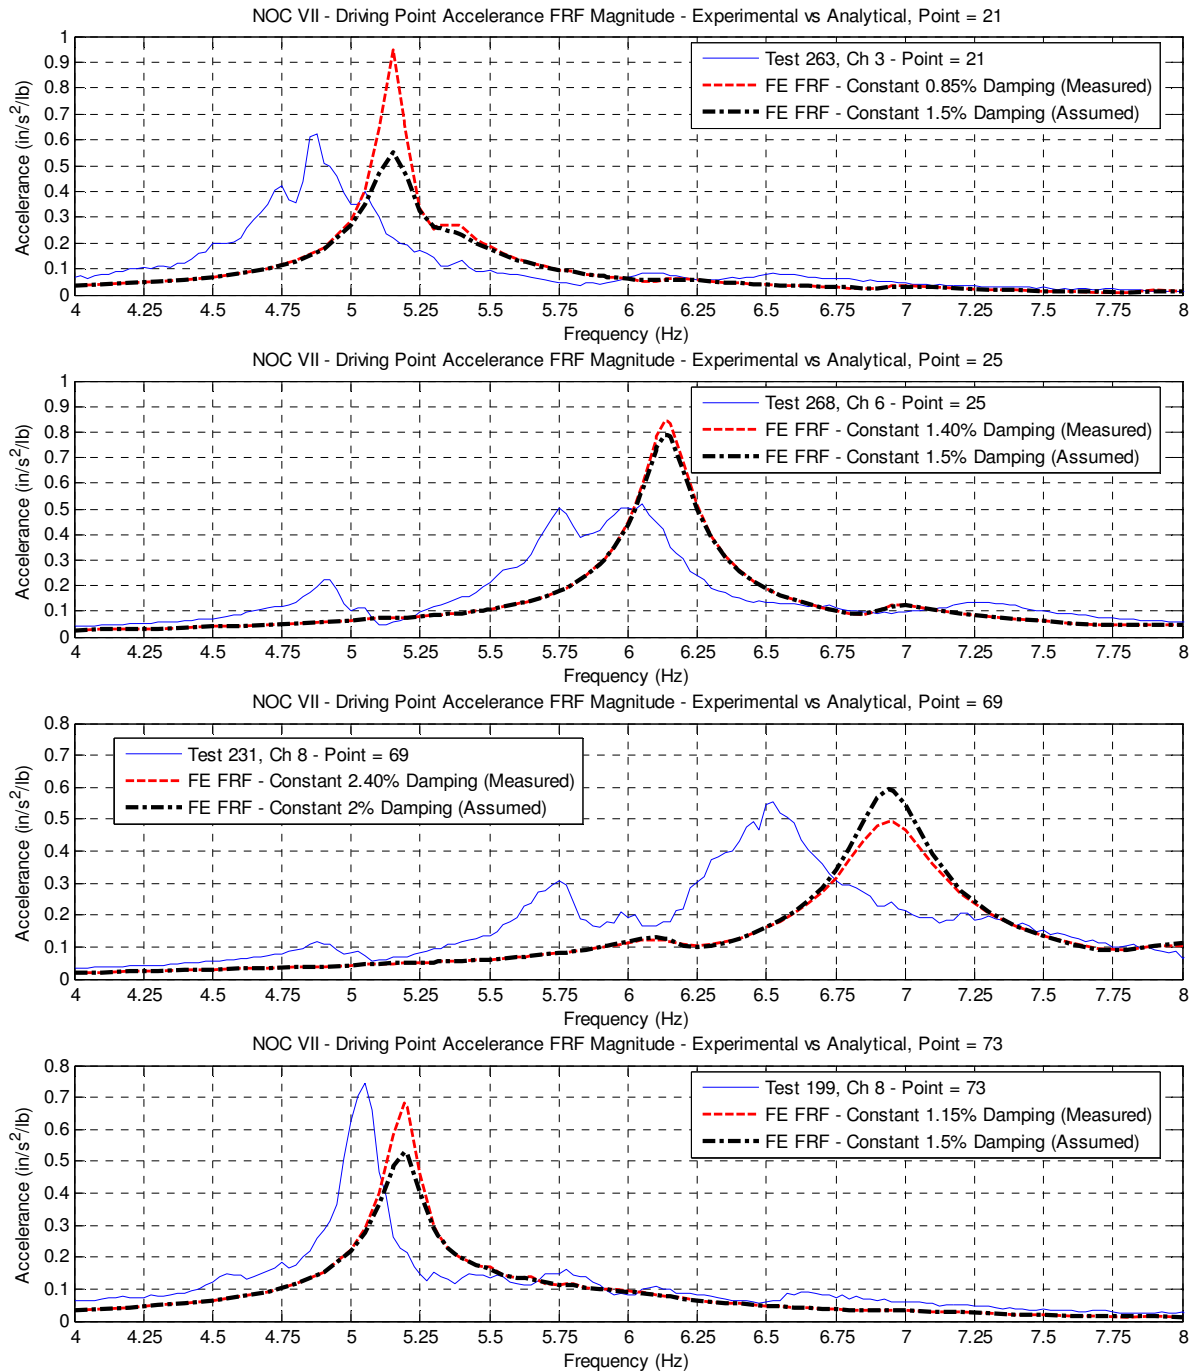 NOC VII - Driving Point Accelerance FRF Magnitude - Experimental vs Analytical, Point = 21
1
0.9
0.8
0.7
0.6
0.5
0.4
0.3
0.2
0.1
0
Accelerance (in/s²/lb)
Test 263, Ch 3 - Point = 21
FE FRF - Constant 0.85% Damping (Measured)
FE FRF - Constant 1.5% Damping (Assumed)
4 4.25 4.5 4.75 5 5.25 5.5 5.75 6 6.25 6.5 6.75 7 7.25 7.5 7.75 8
Frequency (Hz)
NOC VII - Driving Point Accelerance FRF Magnitude - Experimental vs Analytical, Point = 25
1
0.9
0.8
0.7
0.6
0.5
0.4
0.3
0.2
0.1
0
Accelerance (in/s²/lb)
Test 268, Ch 6 - Point = 25
FE FRF - Constant 1.40% Damping (Measured)
FE FRF - Constant 1.5% Damping (Assumed)
4 4.25 4.5 4.75 5 5.25 5.5 5.75 6 6.25 6.5 6.75 7 7.25 7.5 7.75 8
Frequency (Hz)
NOC VII - Driving Point Accelerance FRF Magnitude - Experimental vs Analytical, Point = 69
0.8
0.7
0.6
0.5
0.4
0.3
0.2
0.1
0
Accelerance (in/s²/lb)
Test 231, Ch 8 - Point = 69
FE FRF - Constant 2.40% Damping (Measured)
FE FRF - Constant 2% Damping (Assumed)
4 4.25 4.5 4.75 5 5.25 5.5 5.75 6 6.25 6.5 6.75 7 7.25 7.5 7.75 8
Frequency (Hz)
NOC VII - Driving Point Accelerance FRF Magnitude - Experimental vs Analytical, Point = 73
0.8
0.7
0.6
0.5
0.4
0.3
0.2
0.1
0
Accelerance (in/s²/lb)
Test 199, Ch 8 - Point = 73
FE FRF - Constant 1.15% Damping (Measured)
FE FRF - Constant 1.5% Damping (Assumed)
4 4.25 4.5 4.75 5 5.25 5.5 5.75 6 6.25 6.5 6.75 7 7.25 7.5 7.75 8
Frequency (Hz)